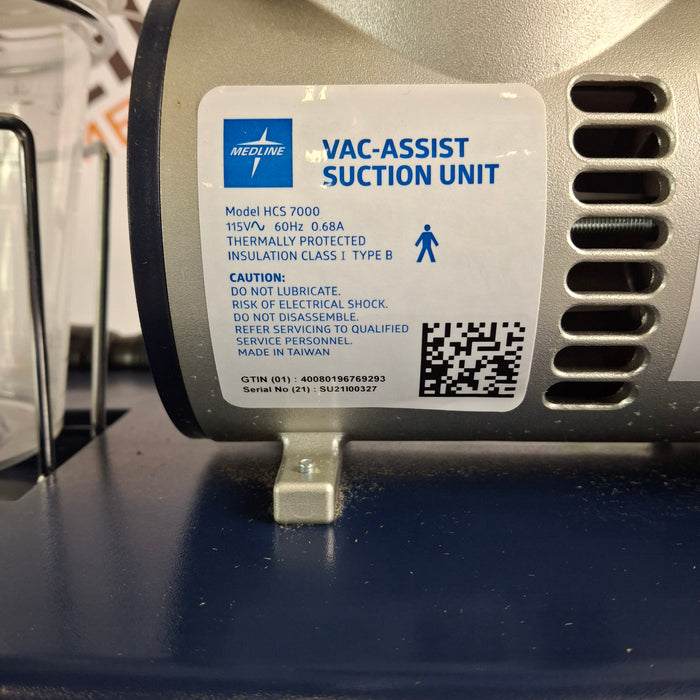 MEDLINE
VAC-ASSIST
SUCTION UNIT
Model HCS 7000
115V∿ 60Hz 0.68A
THERMALLY PROTECTED
INSULATION CLASS I TYPE B
CAUTION:
DO NOT LUBRICATE.
RISK OF ELECTRICAL SHOCK.
DO NOT DISASSEMBLE.
REFER SERVICING TO QUALIFIED
SERVICE PERSONNEL.
MADE IN TAIWAN
GTIN (01) : 40080196769293
Serial No (21) : SU21I00327